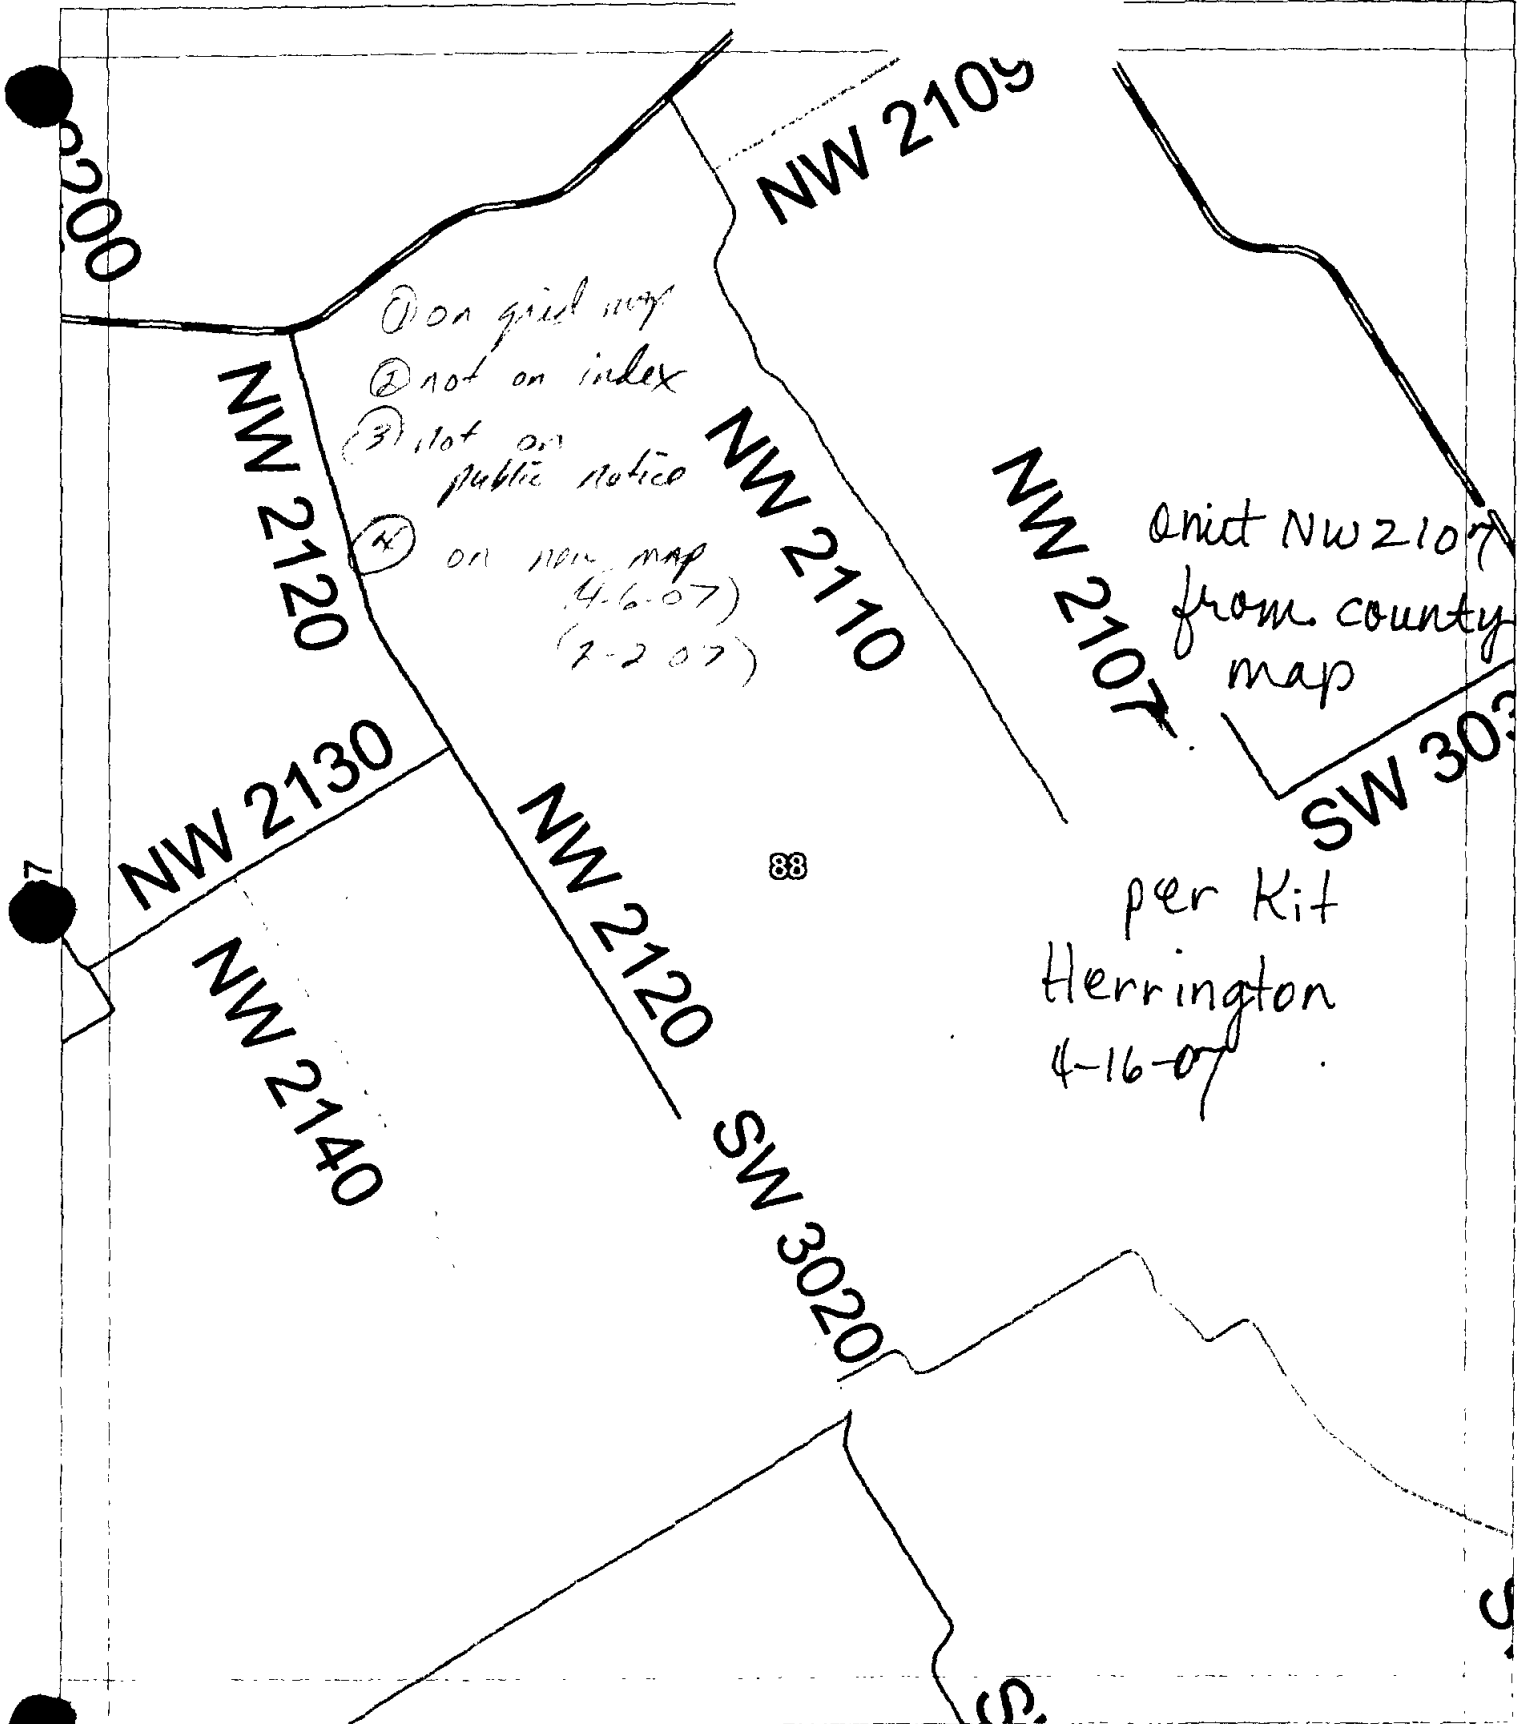 NW 2109
2200
① on grid map
② not on index
③ not on
public notice
④ on new map
4-6-07)
(2-2 07)
NW 2120
NW 2110
NW 2107
omit NW 2107
from county
map
NW 2130
SW 303
88
7
NW 2120
per Kit
Herrington
4-16-07
NW 2140
SW 3020
S
S